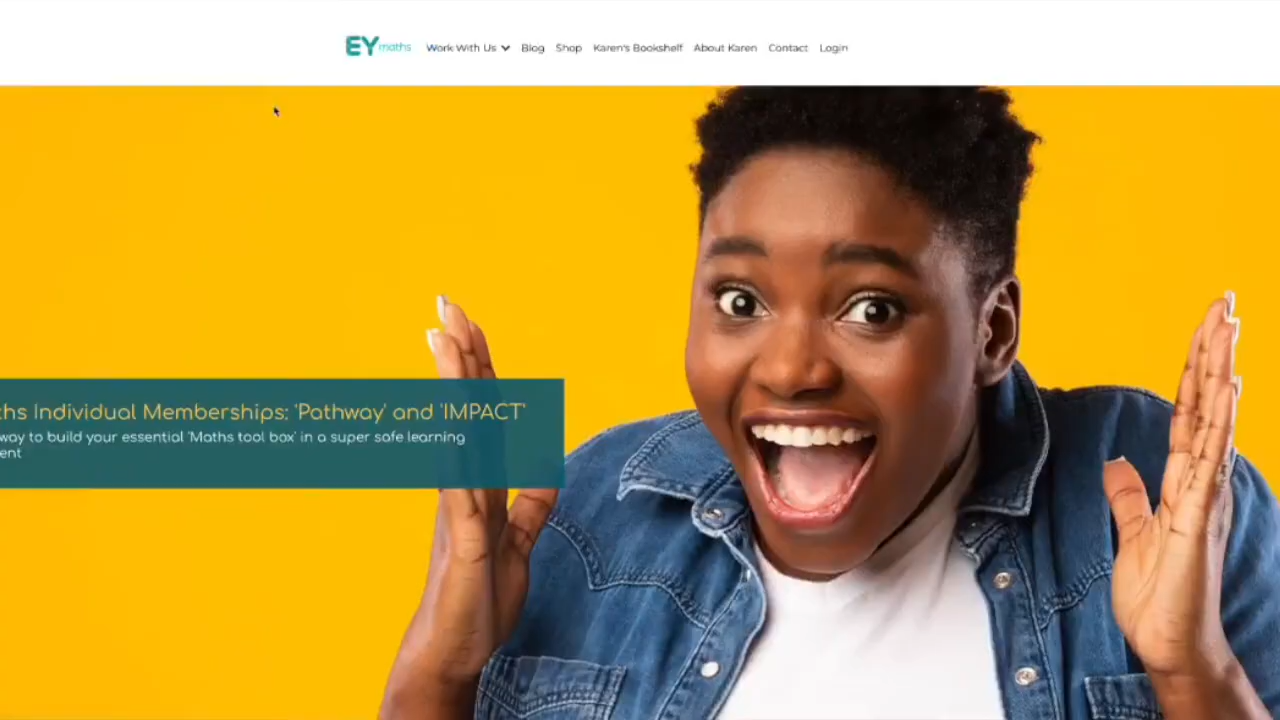 EY maths Work With Us Blog Shop Karen's Bookshelf About Karen Contact Login
ths Individual Memberships: 'Pathway' and 'IMPACT'
way to build your essential 'Maths tool box' in a super safe learning
ent